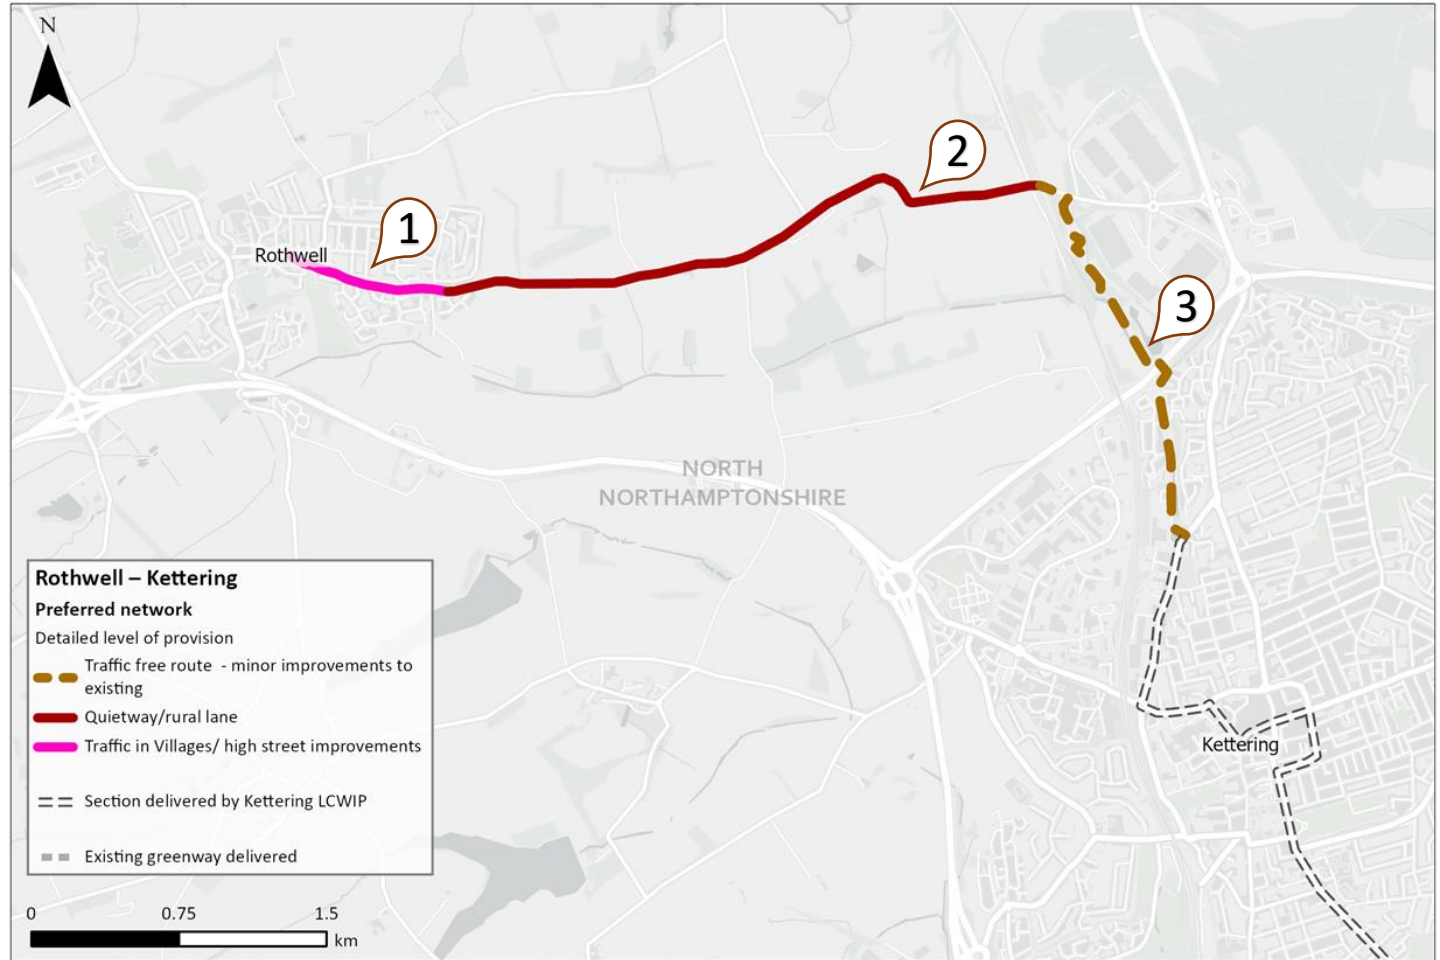 N
1
2
3
Rothwell
NORTH
NORTHAMPTONSHIRE
Kettering
Rothwell – Kettering
Preferred network
Detailed level of provision
Traffic free route - minor improvements to
existing
Quietway/rural lane
Traffic in Villages/ high street improvements
Section delivered by Kettering LCWIP
Existing greenway delivered
0 0.75 1.5
km